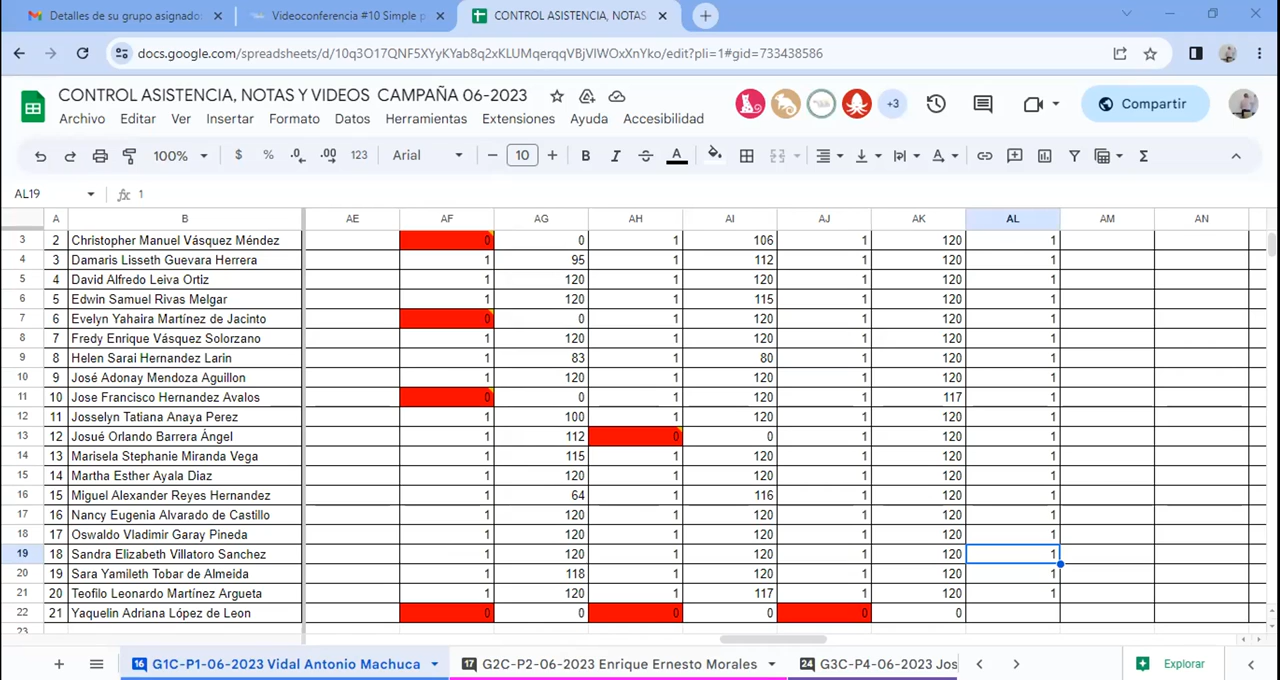 Detalles de su grupo asignado: × Videoconferencia #10 Simple p × CONTROL ASISTENCIA, NOTAS ×
docs.google.com/spreadsheets/d/10q3O17QNF5XYyKYab8q2xKLUMqerqqVBjVlWOxXnYko/edit?pli=1#gid=733438586
CONTROL ASISTENCIA, NOTAS Y VIDEOS CAMPAÑA 06-2023
+3
Compartir
Archivo Editar Ver Insertar Formato Datos Herramientas Extensiones Ayuda Accesibilidad
100% $ % .0 .00 123 Arial − 10 + B I A Σ
AL19 fx 1
A B AE AF AG AH AI AJ AK AL AM AN
3 2 Christopher Manuel Vásquez Méndez 0 0 1 106 1 120 1
4 3 Damaris Lisseth Guevara Herrera 1 95 1 112 1 120 1
5 4 David Alfredo Leiva Ortiz 1 120 1 120 1 120 1
6 5 Edwin Samuel Rivas Melgar 1 120 1 115 1 120 1
7 6 Evelyn Yahaira Martínez de Jacinto 0 0 1 120 1 120 1
8 7 Fredy Enrique Vásquez Solorzano 1 120 1 120 1 120 1
9 8 Helen Sarai Hernandez Larin 1 83 1 80 1 120 1
10 9 José Adonay Mendoza Aguillon 1 120 1 120 1 120 1
11 10 Jose Francisco Hernandez Avalos 0 0 1 120 1 117 1
12 11 Josselyn Tatiana Anaya Perez 1 100 1 120 1 120 1
13 12 Josué Orlando Barrera Ángel 1 112 0 0 1 120 1
14 13 Marisela Stephanie Miranda Vega 1 115 1 120 1 120 1
15 14 Martha Esther Ayala Diaz 1 120 1 120 1 120 1
16 15 Miguel Alexander Reyes Hernandez 1 64 1 116 1 120 1
17 16 Nancy Eugenia Alvarado de Castillo 1 120 1 120 1 120 1
18 17 Oswaldo Vladimir Garay Pineda 1 120 1 120 1 120 1
19 18 Sandra Elizabeth Villatoro Sanchez 1 120 1 120 1 120 1
20 19 Sara Yamileth Tobar de Almeida 1 118 1 120 1 120 1
21 20 Teofilo Leonardo Martínez Argueta 1 120 1 117 1 120 1
22 21 Yaquelin Adriana López de Leon 0 0 0 0 0 0
23
16 G1C-P1-06-2023 Vidal Antonio Machuca 17 G2C-P2-06-2023 Enrique Ernesto Morales 24 G3C-P4-06-2023 Jos Explorar